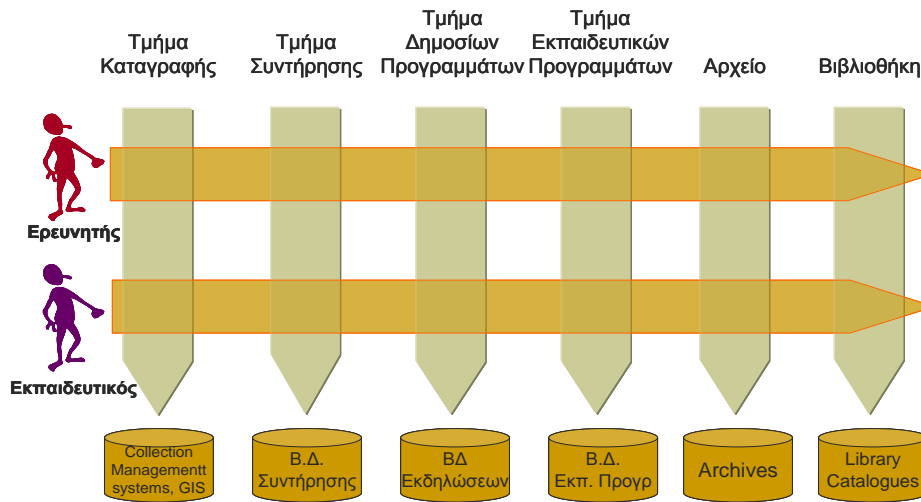 Τμήμα
Καταγραφής
Τμήμα
Συντήρησης
Τμήμα
Δημοσίων
Προγραμμάτων
Τμήμα
Εκπαιδευτικών
Προγραμμάτων
Αρχείο
Βιβλιοθήκη
Ερευνητής
Εκπαιδευτικός
Collection
Managementt
systems, GIS
Β.Δ.
Συντήρησης
ΒΔ
Εκδηλώσεων
Β.Δ.
Εκπ. Προγρ
Archives
Library
Catalogues